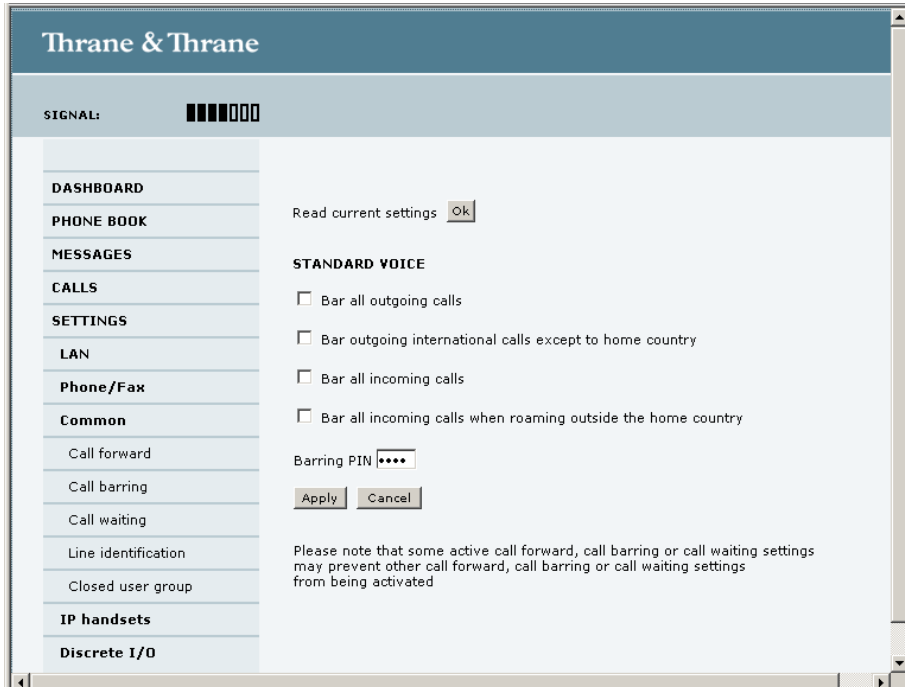 Thrane & Thrane
SIGNAL:
DASHBOARD
PHONE BOOK
MESSAGES
CALLS
SETTINGS
LAN
Phone/Fax
Common
Call forward
Call barring
Call waiting
Line identification
Closed user group
IP handsets
Discrete I/O
Read current settings Ok
STANDARD VOICE
Bar all outgoing calls
Bar outgoing international calls except to home country
Bar all incoming calls
Bar all incoming calls when roaming outside the home country
Barring PIN ••••
Apply Cancel
Please note that some active call forward, call barring or call waiting settings
may prevent other call forward, call barring or call waiting settings
from being activated